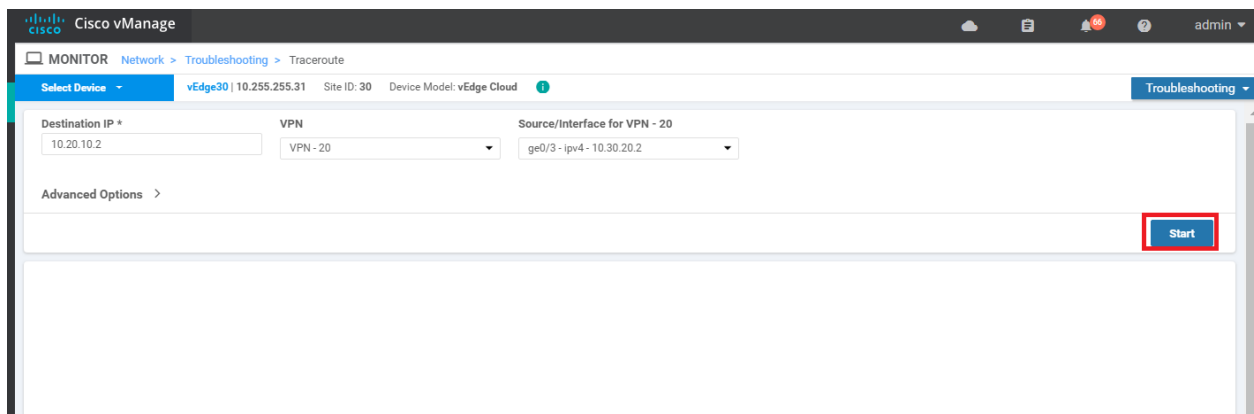 cisco Cisco vManage 66 admin
MONITOR Network > Troubleshooting > Traceroute
Select Device vEdge30 | 10.255.255.31 Site ID: 30 Device Model: vEdge Cloud i Troubleshooting
Destination IP * VPN Source/Interface for VPN - 20
10.20.10.2 VPN - 20 ge0/3 - ipv4 - 10.30.20.2
Advanced Options >
Start